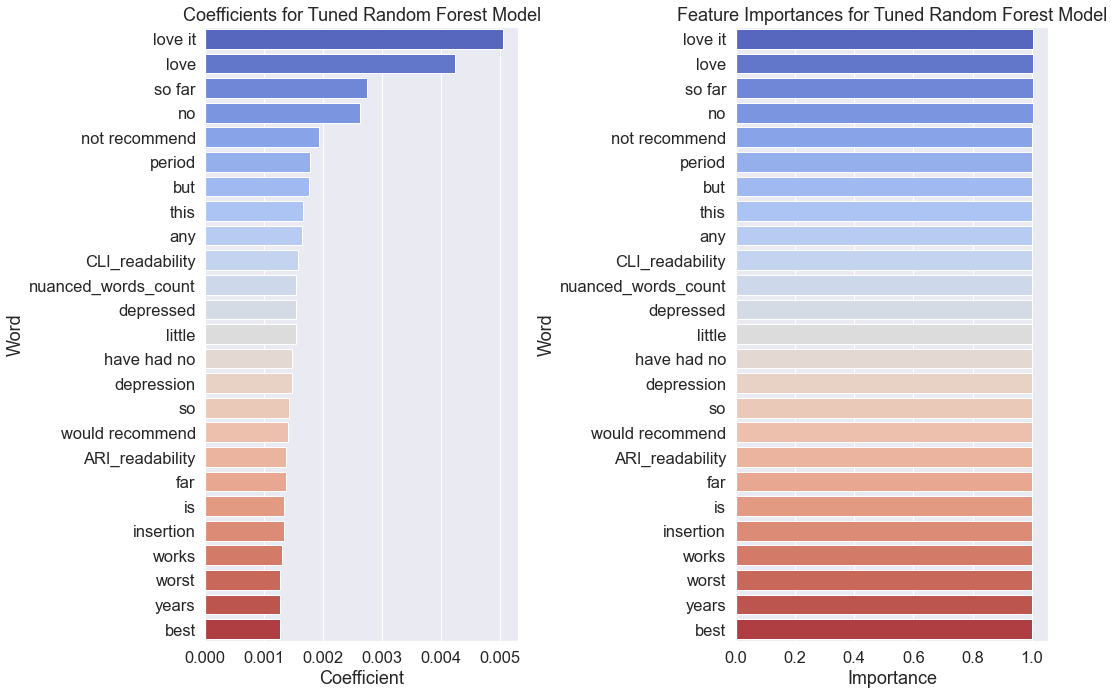 Coefficients for Tuned Random Forest Model
love it
love
so far
no
not recommend
period
but
this
any
CLI_readability
nuanced_words_count
depressed
little
have had no
depression
so
would recommend
ARI_readability
far
is
insertion
works
worst
years
best
Word
0.000 0.001 0.002 0.003 0.004 0.005
Coefficient
Feature Importances for Tuned Random Forest Model
love it
love
so far
no
not recommend
period
but
this
any
CLI_readability
nuanced_words_count
depressed
little
have had no
depression
so
would recommend
ARI_readability
far
is
insertion
works
worst
years
best
Word
0.0 0.2 0.4 0.6 0.8 1.0
Importance